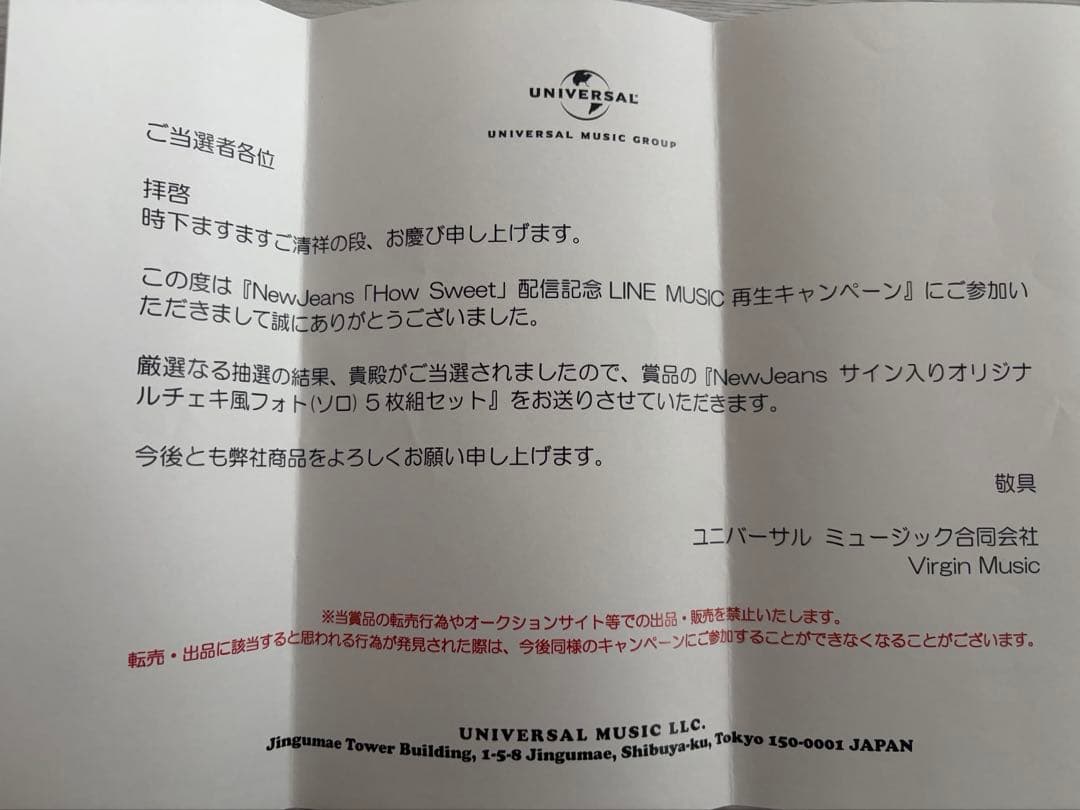 UNIVERSAL
UNIVERSAL MUSIC GROUP
ご当選者各位
拝啓
時下ますますご清祥の段、お慶び申し上げます。
この度は『NewJeans「How Sweet」配信記念 LINE MUSIC 再生キャンペーン』にご参加い
ただきまして誠にありがとうございました。
厳選なる抽選の結果、貴殿がご当選されましたので、賞品の『NewJeans サイン入りオリジナ
ルチェキ風フォト(ソロ) 5 枚組セット』をお送りさせていただきます。
今後とも弊社商品をよろしくお願い申し上げます。
敬具
ユニバーサル ミュージック合同会社
Virgin Music
※当賞品の転売行為やオークションサイト等での出品・販売を禁止いたします。
転売・出品に該当すると思われる行為が発見された際は、今後同様のキャンペーンにご参加することができなくなることがございます。
UNIVERSAL MUSIC LLC.
Jingumae Tower Building, 1-5-8 Jingumae, Shibuya-ku, Tokyo 150-0001 JAPAN